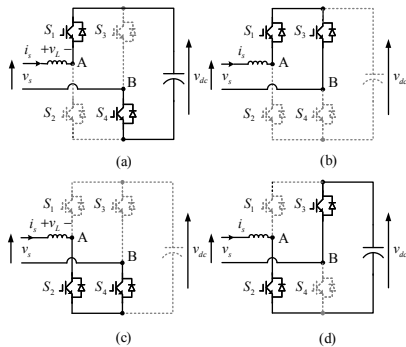 S1 S3
is +vL− A
vs B vdc
S2 S4
(a)
S1 S3
is A
vs B vdc
S2 S4
(b)
S1 S3
is +vL− A
vs B vdc
S2 S4
(c)
S1 S3
is A
vs B vdc
S2 S4
(d)